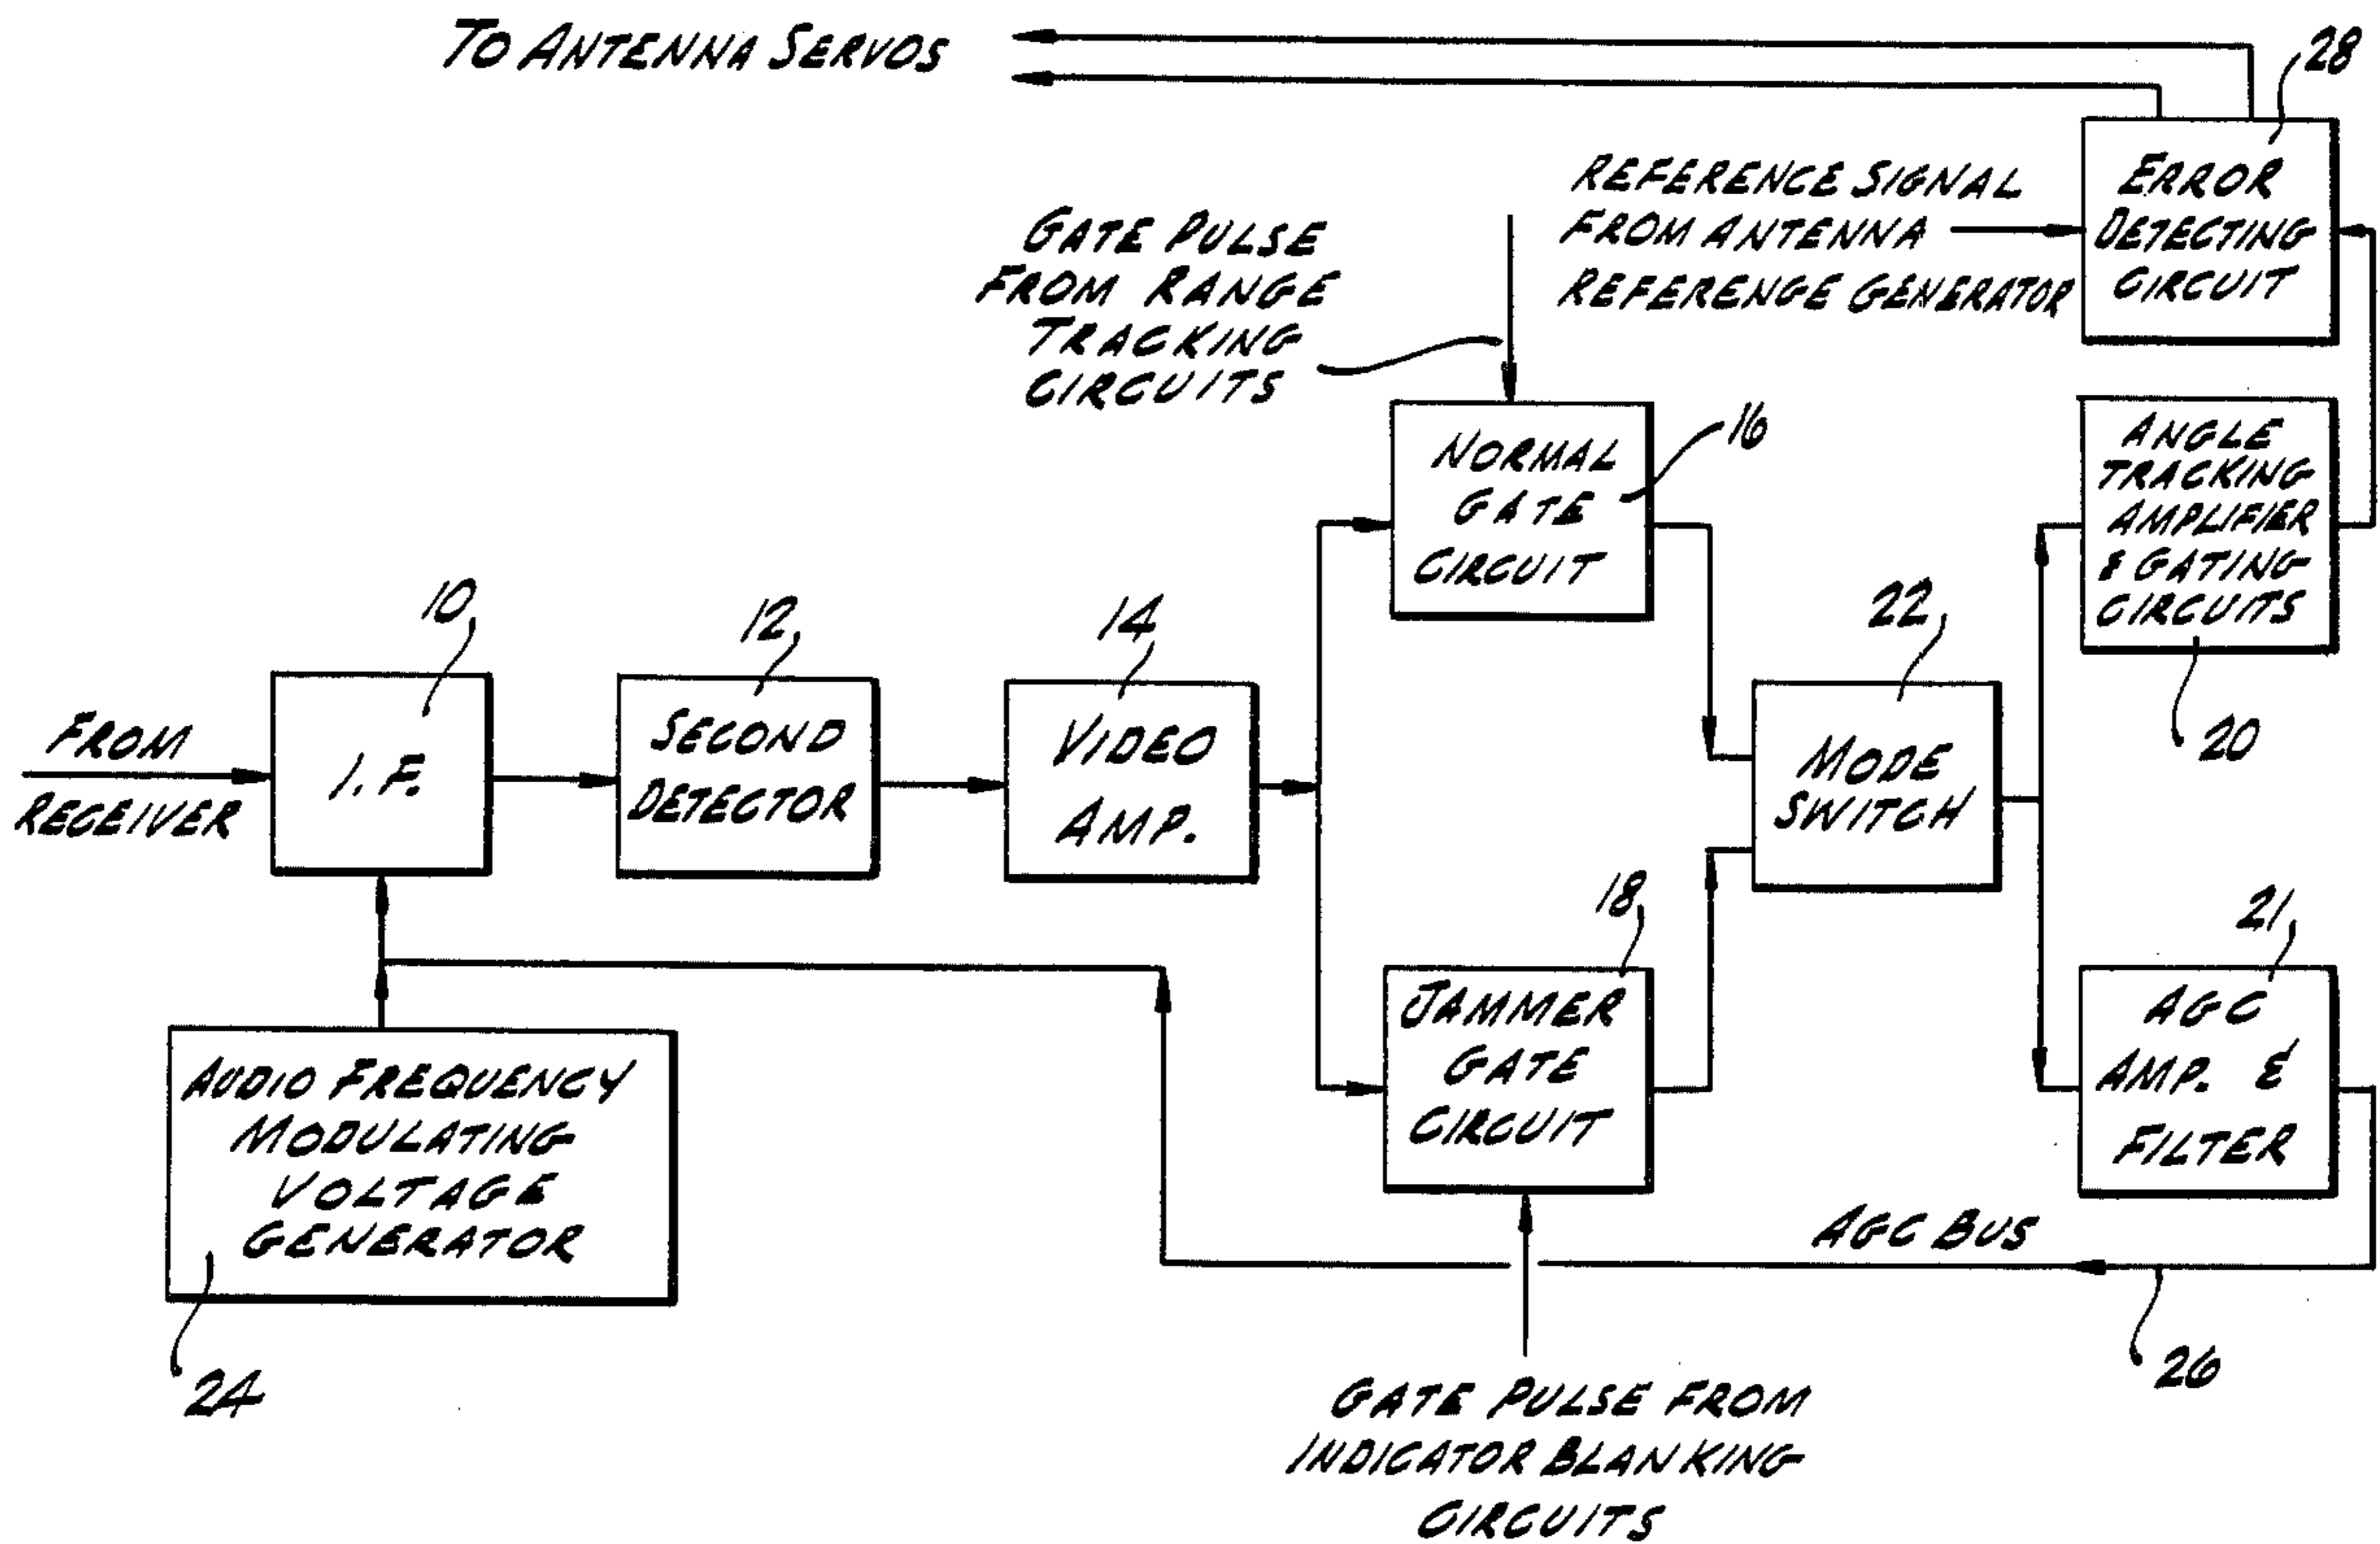 TO ANTENNA SERVOS
28
ERROR
DETECTING
CIRCUIT
REFERENCE SIGNAL
FROM ANTENNA
REFERENCE GENERATOR
GATE PULSE
FROM RANGE
TRACKING
CIRCUITS
NORMAL
GATE
CIRCUIT
16
ANGLE
TRACKING
AMPLIFIER
& GATING
CIRCUITS
20
10
12
14
22
FROM
RECEIVER
I.F.
SECOND
DETECTOR
VIDEO
AMP.
MODE
SWITCH
18
JAMMER
GATE
CIRCUIT
21
AGC
AMP. &
FILTER
AUDIO FREQUENCY
MODULATING
VOLTAGE
GENERATOR
24
AGC BUS
26
GATE PULSE FROM
INDICATOR BLANKING
CIRCUITS